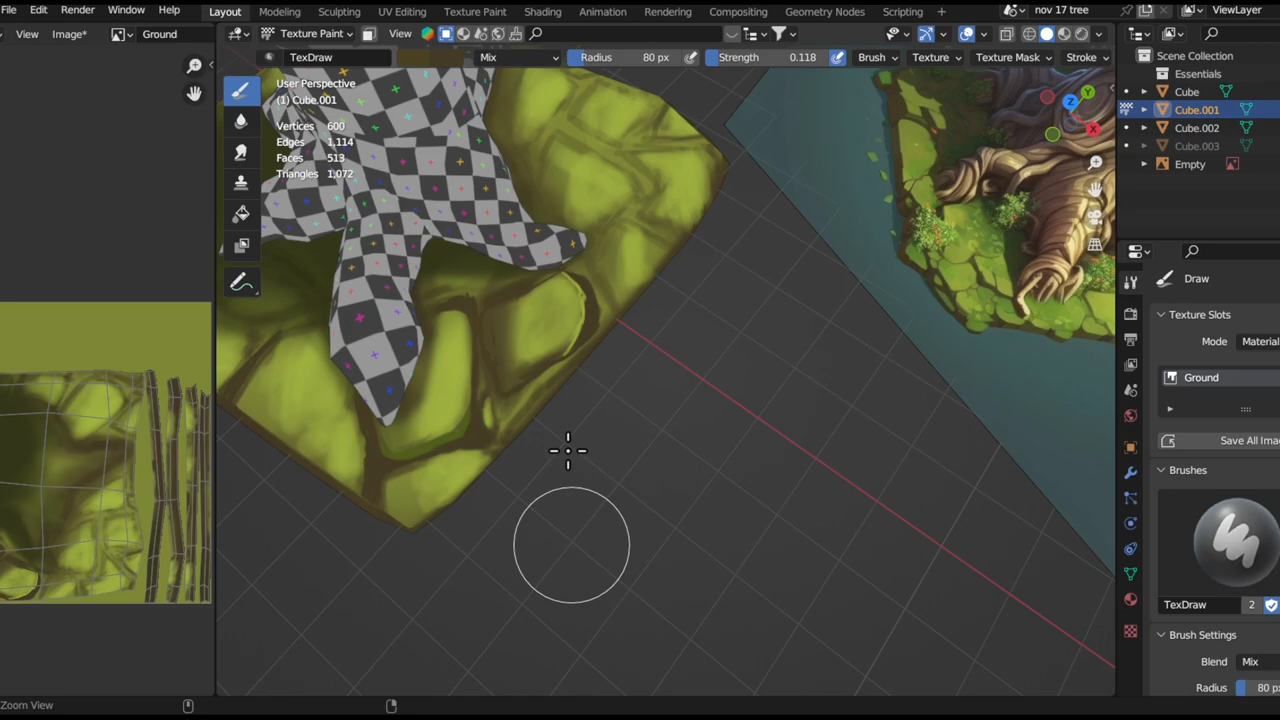 File Edit Render Window Help Layout Modeling Sculpting UV Editing Texture Paint Shading Animation Rendering Compositing Geometry Nodes Scripting nov 17 tree ViewLayer
View Image* Ground Texture Paint View
TexDraw Mix Radius 80 px Strength 0.118 Brush Texture Texture Mask Stroke
User Perspective
(1) Cube.001
Vertices 600
Edges 1,114
Faces 513
Triangles 1,072
Scene Collection
Essentials
Cube
Cube.001
Cube.002
Cube.003
Empty
Y
Z
X
Draw
Texture Slots
Mode Material
Ground
Save All Ima
Brushes
TexDraw 2
Brush Settings
Blend Mix
Radius 80 px
Zoom View